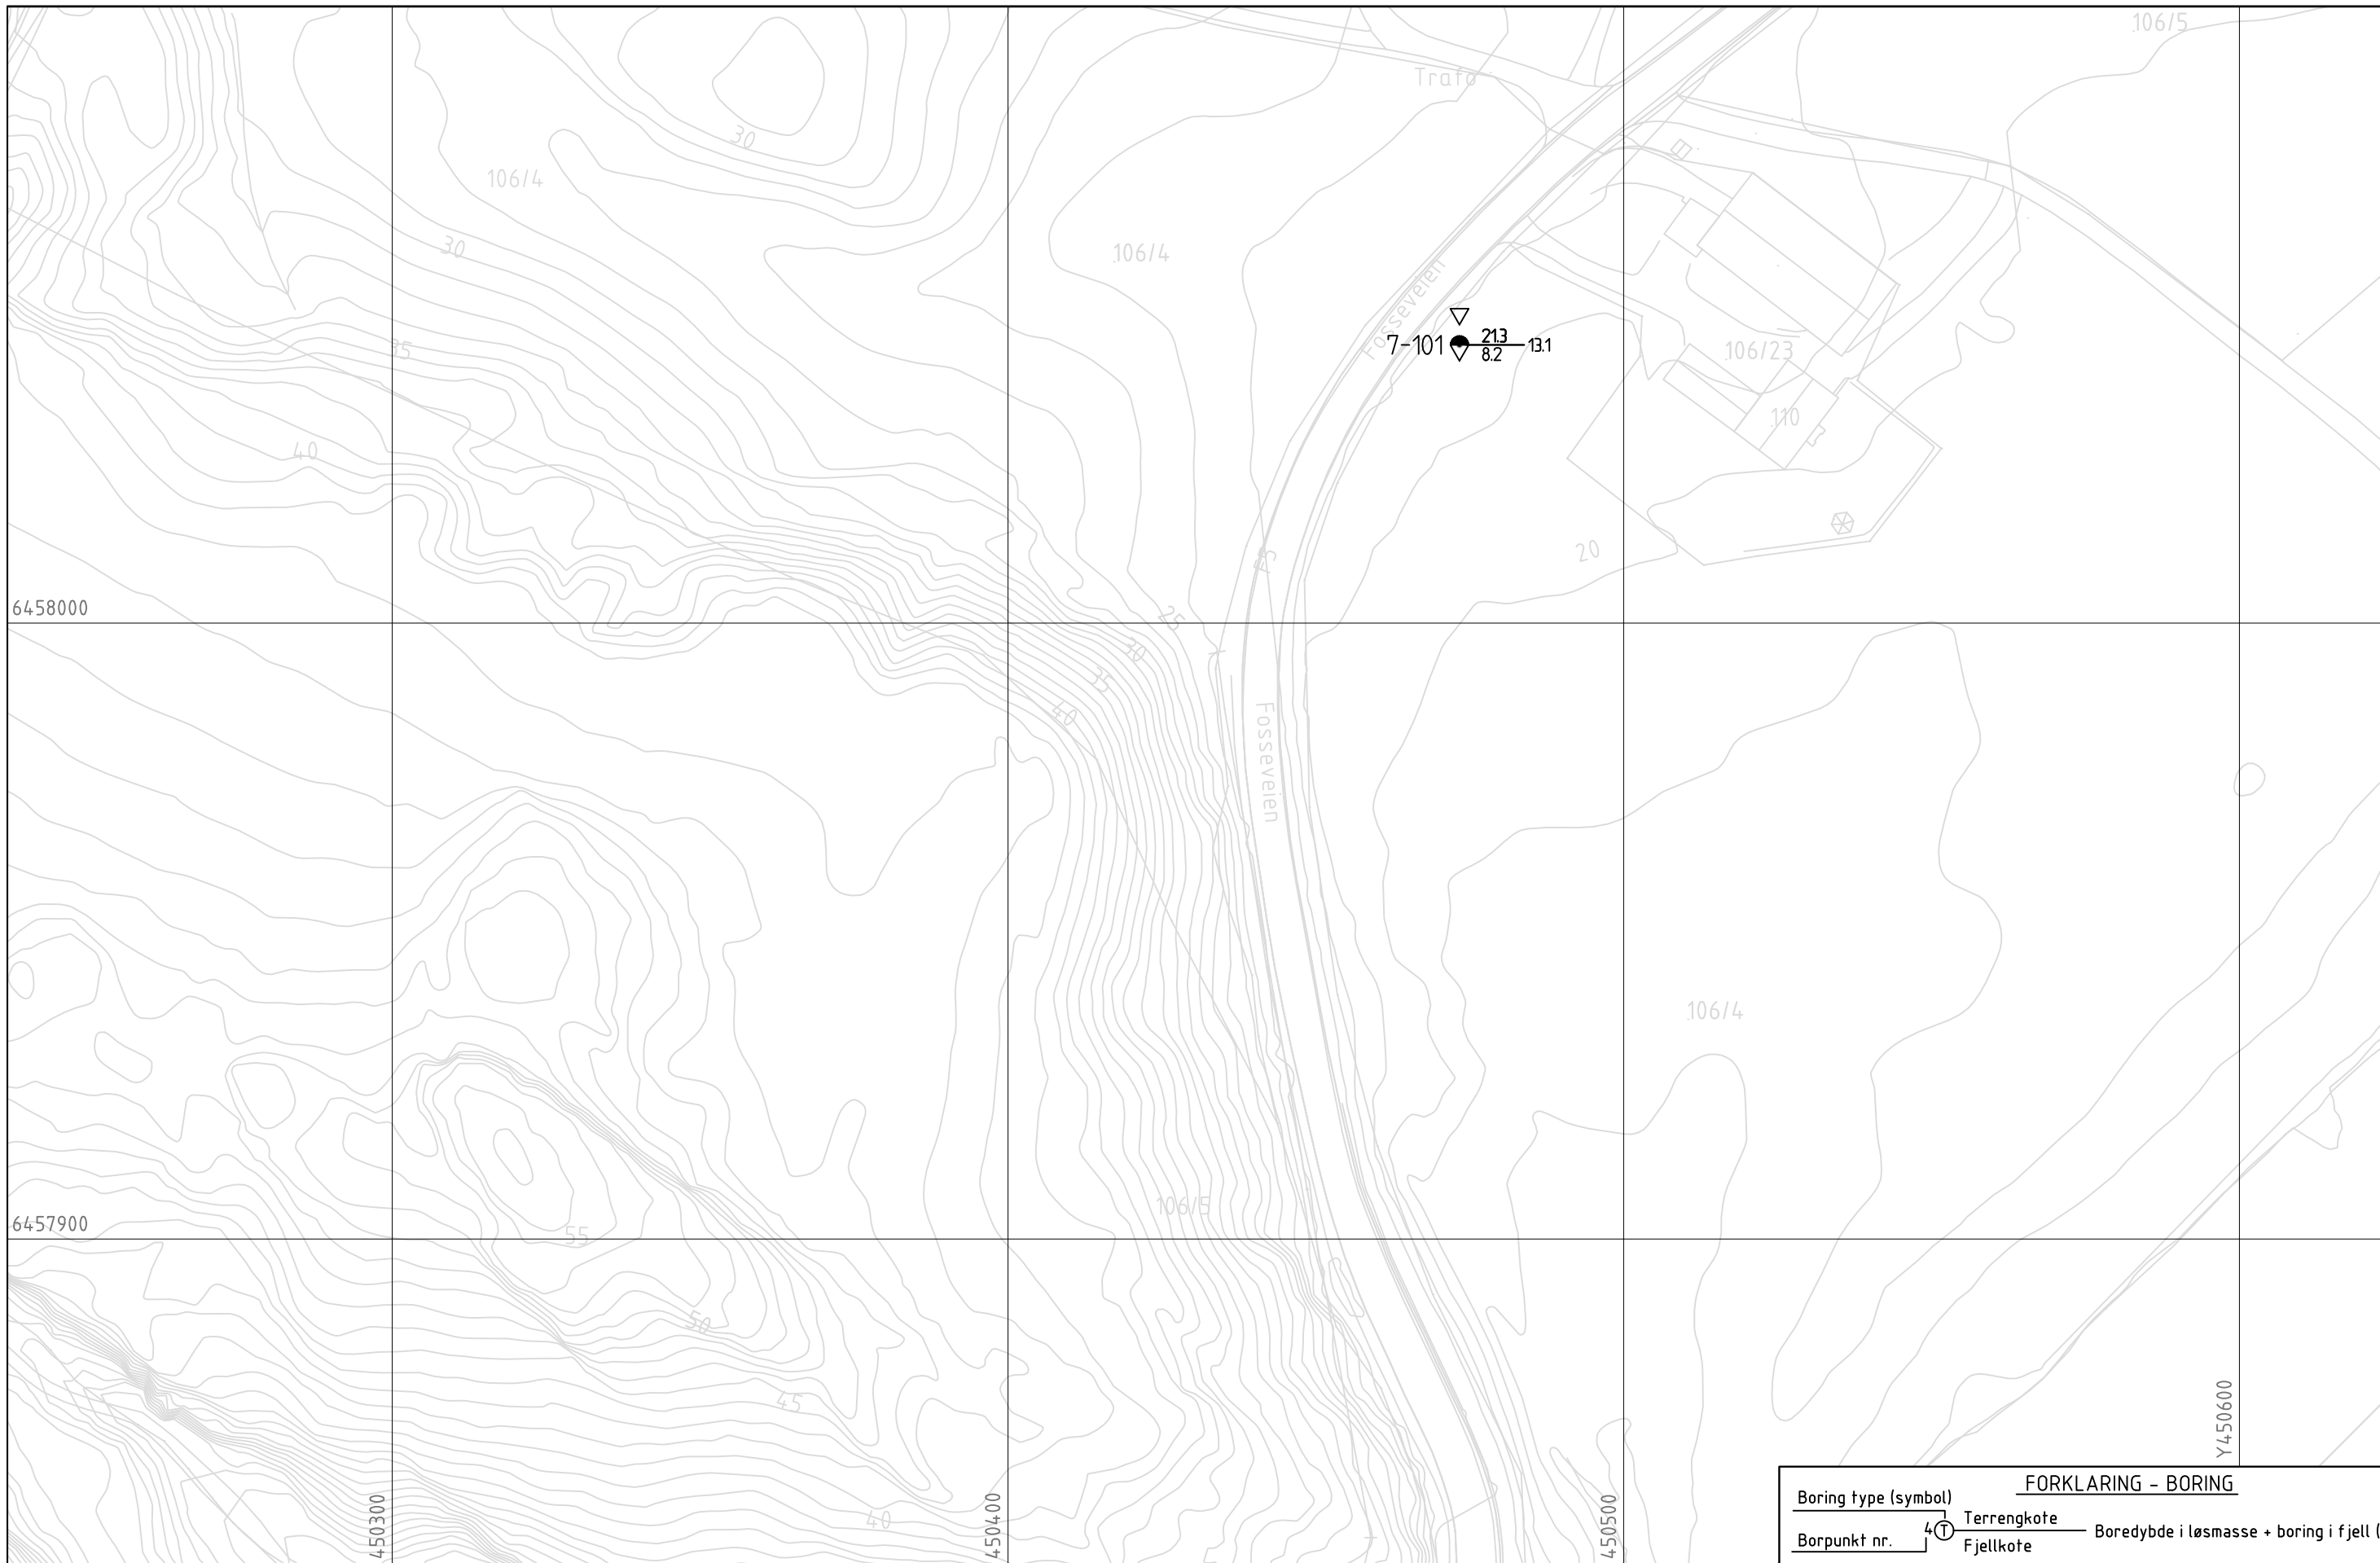 106/5
Trafo
30
106/4
30
106/4
Fosseveien
7-101
21.3
8.2
13.1
35
106/23
110
40
20
FS
6458000
25
30
35
40
Fosseveien
106/4
106/5
6457900
55
50
45
40
450300
450400
450500
Y450600
FORKLARING - BORING
Boring type (symbol)
Borpunkt nr.
4 T
Terrengkote
Fjellkote
Boredybde i løsmasse + boring i fjell (